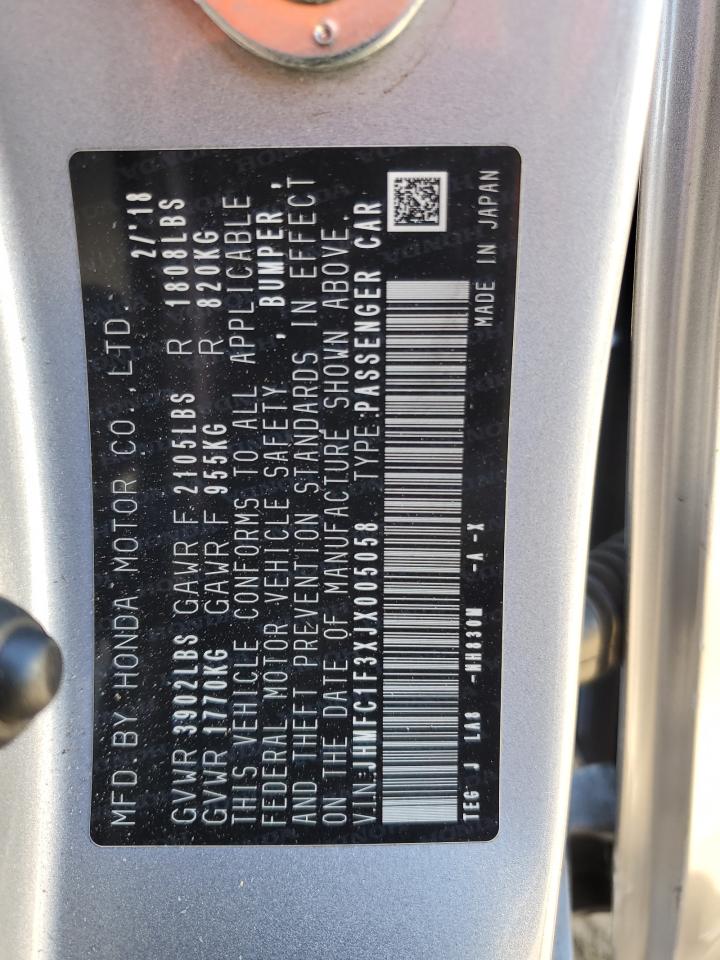 MFD. BY HONDA MOTOR CO., LTD. 2/'18
GVWR 3902LBS GAWR F 2105LBS R 1808LBS
GVWR 1770KG GAWR F 955KG R 820KG
THIS VEHICLE CONFORMS TO ALL APPLICABLE
FEDERAL MOTOR VEHICLE SAFETY , BUMPER,
AND THEFT PREVENTION STANDARDS IN EFFECT
ON THE DATE OF MANUFACTURE SHOWN ABOVE.
VIN:JHMFC1F3XJX005058 TYPE:PASSENGER CAR
TEG J LAB -NH830M -A -X MADE IN JAPAN